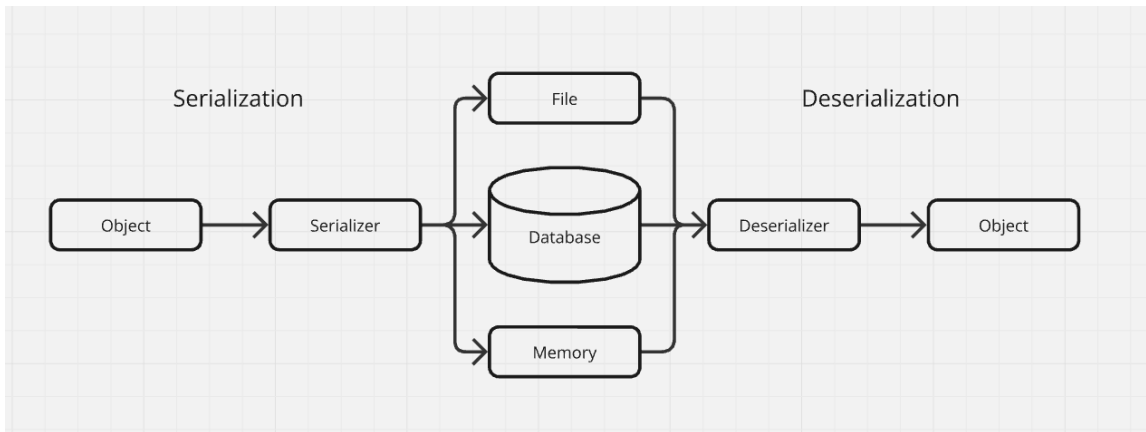 Serialization
Deserialization
File
Object
Serializer
Database
Deserializer
Object
Memory